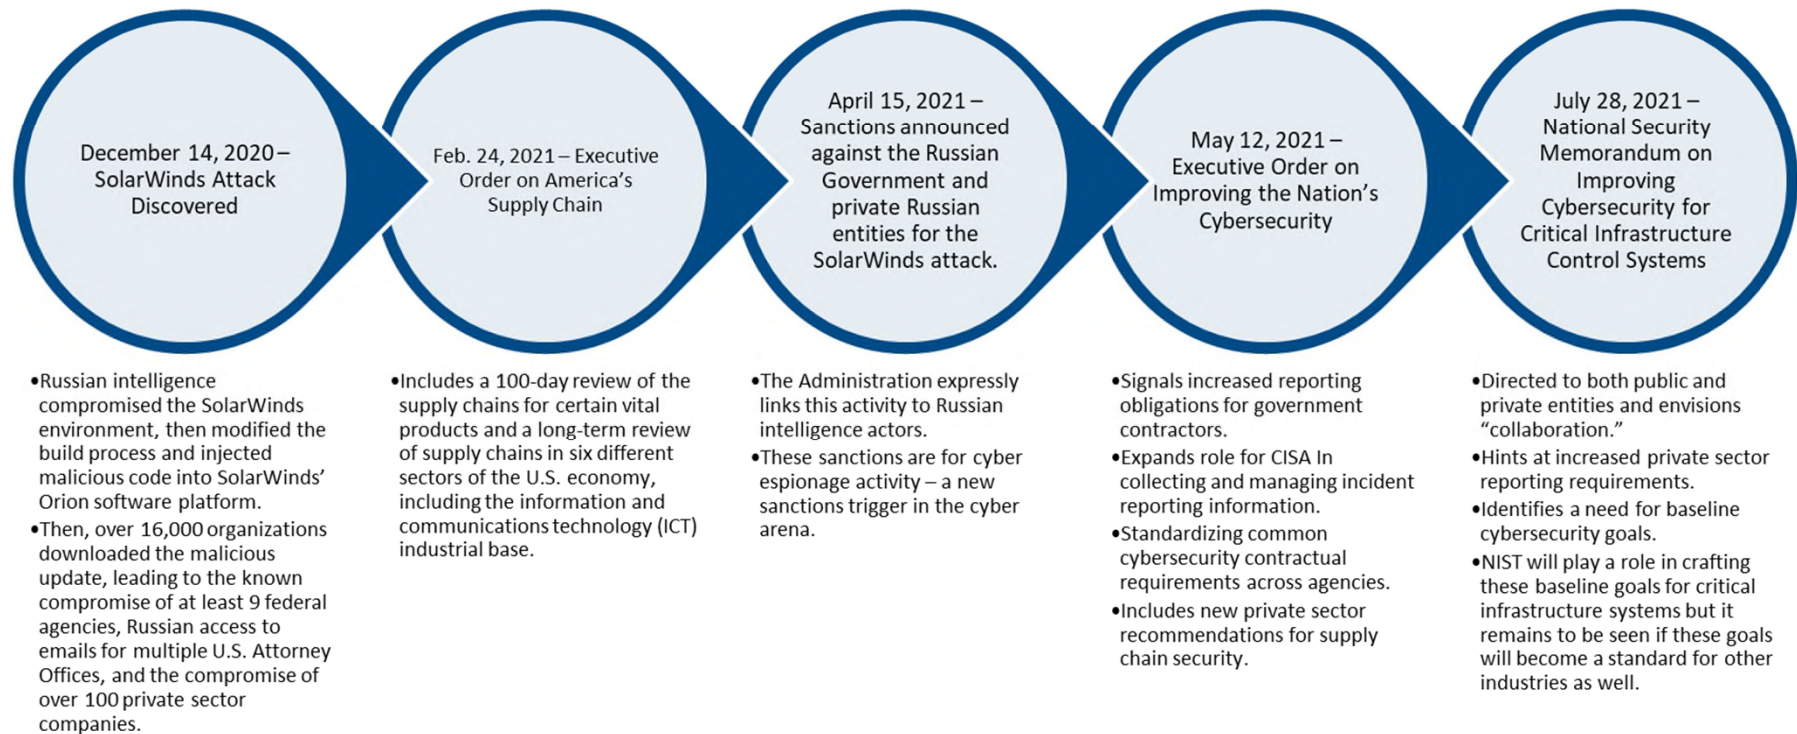 December 14, 2020 –
SolarWinds Attack
Discovered
Feb. 24, 2021 – Executive
Order on America's
Supply Chain
April 15, 2021 –
Sanctions announced
against the Russian
Government and
private Russian
entities for the
SolarWinds attack.
May 12, 2021 –
Executive Order on
Improving the Nation's
Cybersecurity
July 28, 2021 –
National Security
Memorandum on
Improving
Cybersecurity for
Critical Infrastructure
Control Systems
•Russian intelligence
compromised the SolarWinds
environment, then modified the
build process and injected
malicious code into SolarWinds'
Orion software platform.
•Then, over 16,000 organizations
downloaded the malicious
update, leading to the known
compromise of at least 9 federal
agencies, Russian access to
emails for multiple U.S. Attorney
Offices, and the compromise of
over 100 private sector
companies.
•Includes a 100-day review of the
supply chains for certain vital
products and a long-term review
of supply chains in six different
sectors of the U.S. economy,
including the information and
communications technology (ICT)
industrial base.
•The Administration expressly
links this activity to Russian
intelligence actors.
•These sanctions are for cyber
espionage activity – a new
sanctions trigger in the cyber
arena.
•Signals increased reporting
obligations for government
contractors.
•Expands role for CISA In
collecting and managing incident
reporting information.
•Standardizing common
cybersecurity contractual
requirements across agencies.
•Includes new private sector
recommendations for supply
chain security.
•Directed to both public and
private entities and envisions
“collaboration.”
•Hints at increased private sector
reporting requirements.
•Identifies a need for baseline
cybersecurity goals.
•NIST will play a role in crafting
these baseline goals for critical
infrastructure systems but it
remains to be seen if these goals
will become a standard for other
industries as well.